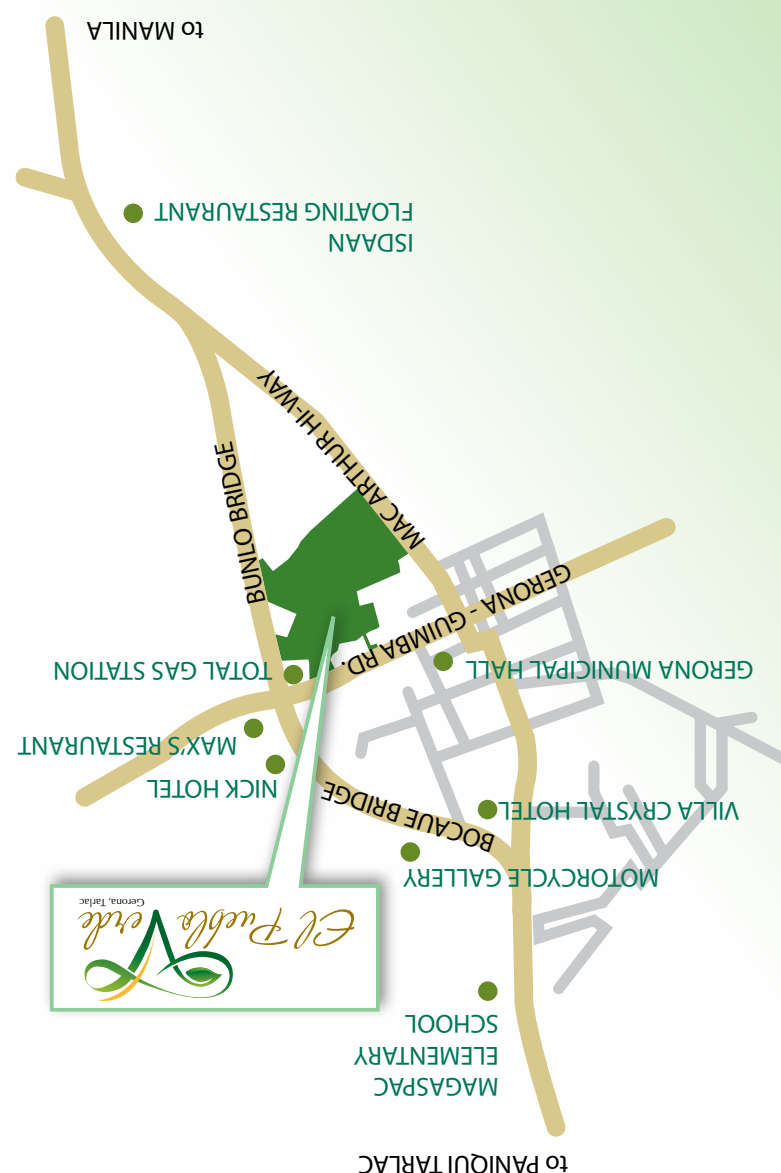 to PANIQUI TARLAC
MAGASPAC
ELEMENTARY
SCHOOL
El Pueblo Verde
Gerona, Tarlac
MOTORCYCLE GALLERY
BOCAUE BRIDGE
VILLA CRYSTAL HOTEL
NICK HOTEL
MAX'S RESTAURANT
GERONA MUNICIPAL HALL
TOTAL GAS STATION
GERONA - GUIMBA RD.
BUNLO BRIDGE
MAC ARTHUR HI-WAY
ISDAAN
FLOATING RESTAURANT
to MANILA